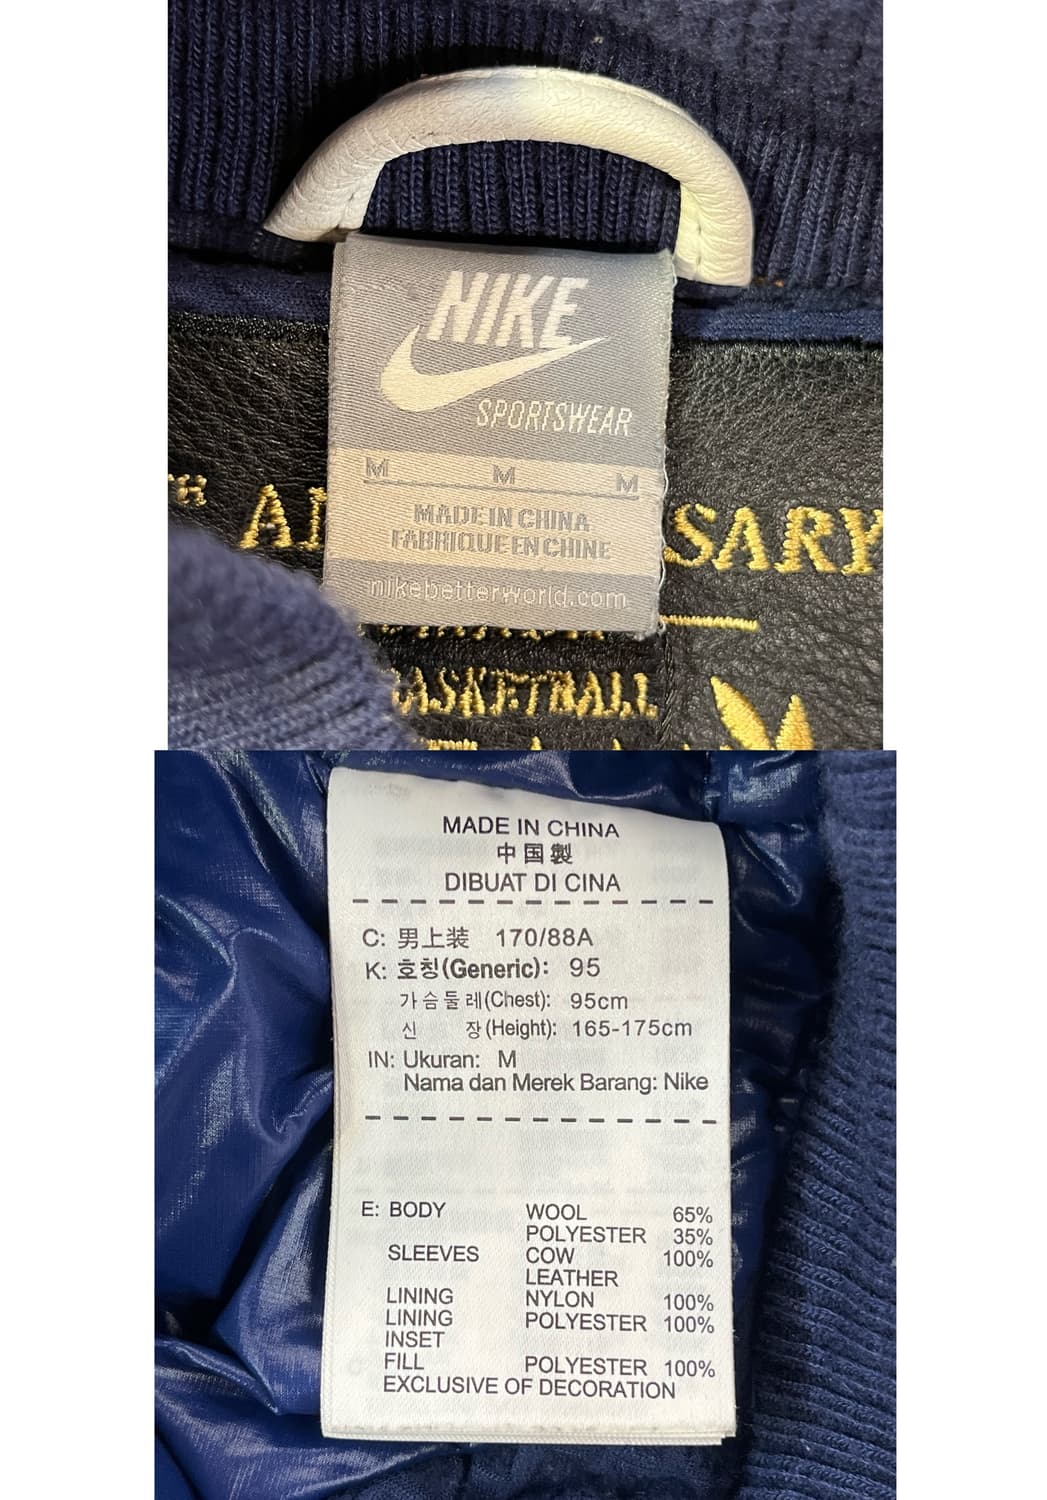 NIKE
SPORTSWEAR
M M M
MADE IN CHINA
FABRIQUE EN CHINE
nikebetterworld.com
TH
SARY
BASKETBALL
MADE IN CHINA
中国製
DIBUAT DI CINA
C: 男上装 170/88A
K: 호칭(Generic): 95
가슴둘레(Chest): 95cm
신 장(Height): 165-175cm
IN: Ukuran: M
Nama dan Merek Barang: Nike
E: BODY WOOL 65%
POLYESTER 35%
SLEEVES COW 100%
LEATHER
LINING NYLON 100%
LINING POLYESTER 100%
INSET
FILL POLYESTER 100%
EXCLUSIVE OF DECORATION